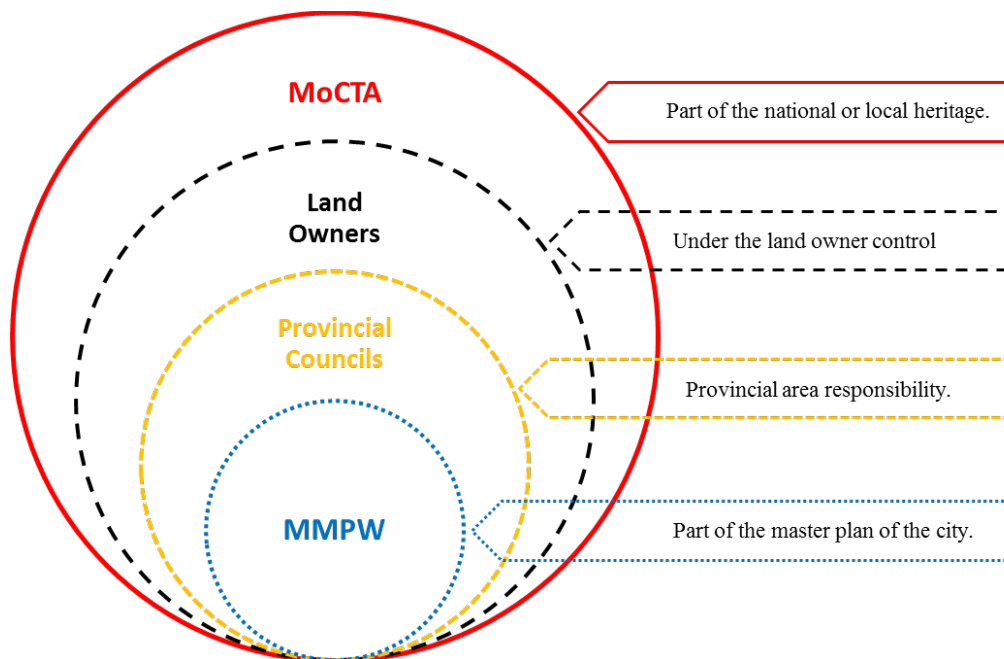 MoCTA
Part of the national or local heritage.
Land
Owners
Under the land owner control
Provincial
Councils
Provincial area responsibility.
MMPW
Part of the master plan of the city.